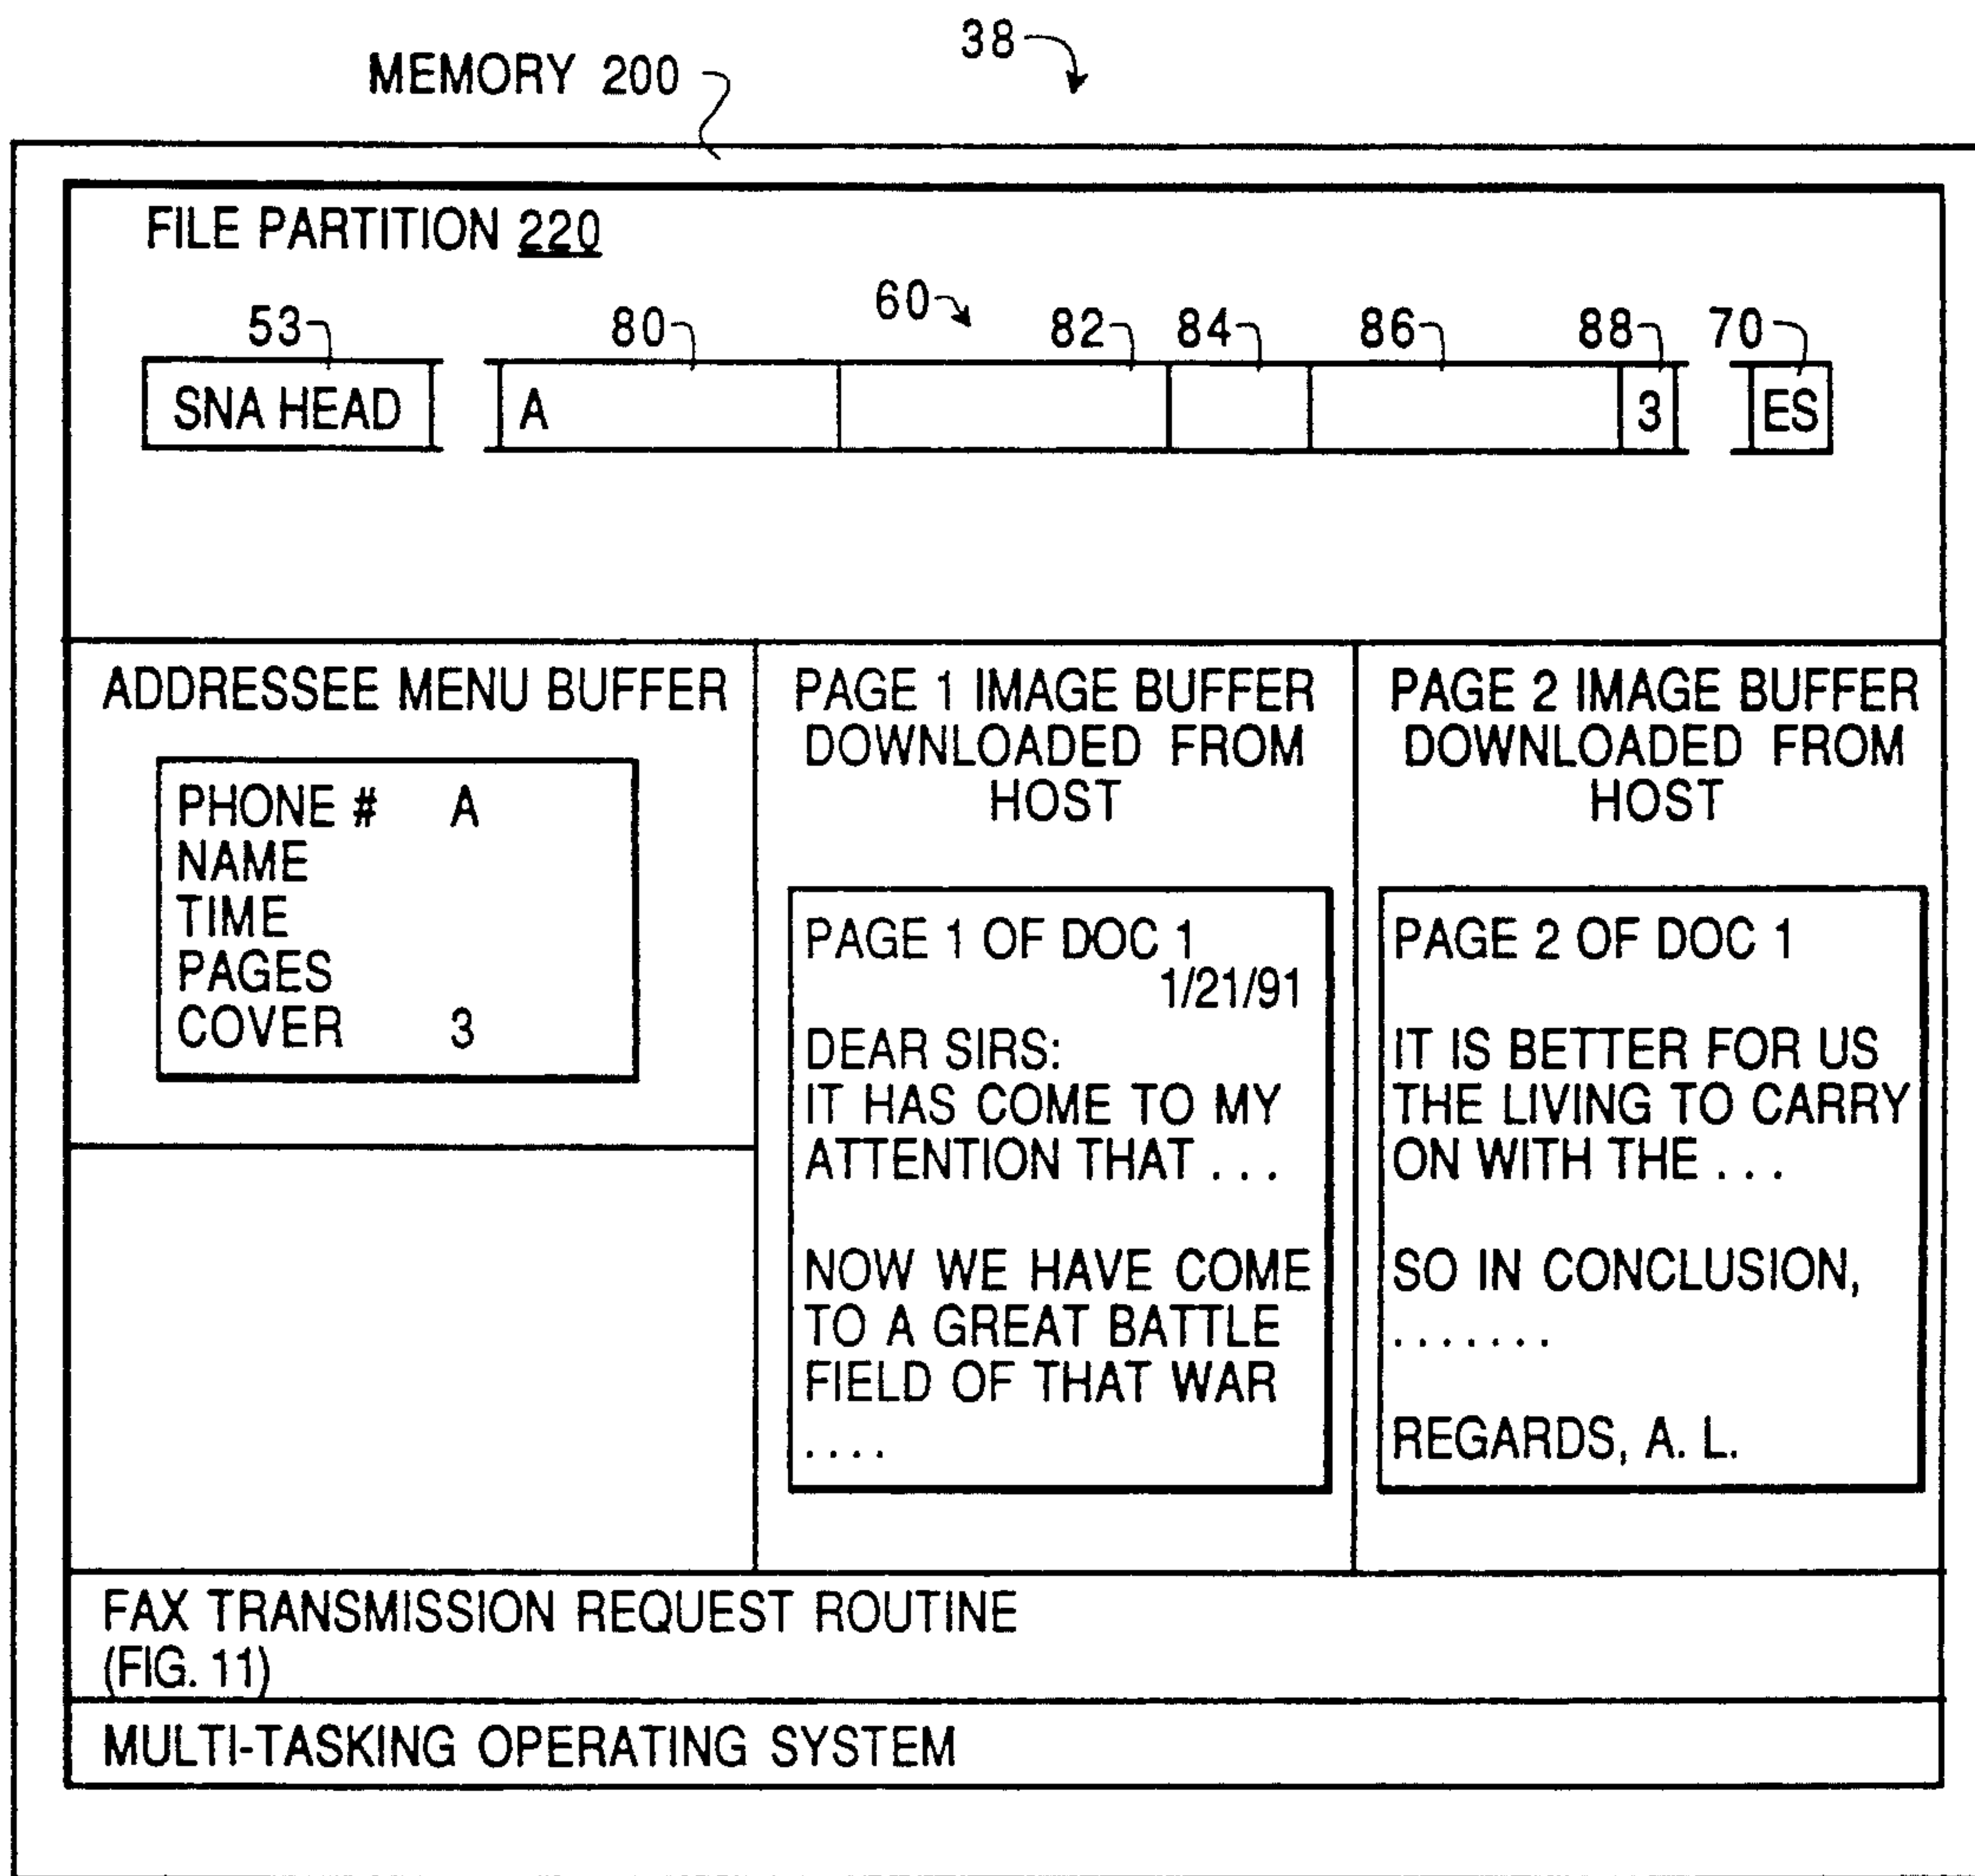 38
MEMORY 200
FILE PARTITION 220
53 80 60 82 84 86 88 70
SNA HEAD A 3 ES
ADDRESSEE MENU BUFFER
PHONE # A
NAME
TIME
PAGES
COVER 3
PAGE 1 IMAGE BUFFER
DOWNLOADED FROM
HOST
PAGE 1 OF DOC 1
1/21/91
DEAR SIRS:
IT HAS COME TO MY
ATTENTION THAT . . .
NOW WE HAVE COME
TO A GREAT BATTLE
FIELD OF THAT WAR
. . . .
PAGE 2 IMAGE BUFFER
DOWNLOADED FROM
HOST
PAGE 2 OF DOC 1
IT IS BETTER FOR US
THE LIVING TO CARRY
ON WITH THE . . .
SO IN CONCLUSION,
. . . . . . .
REGARDS, A. L.
FAX TRANSMISSION REQUEST ROUTINE
(FIG. 11)
MULTI-TASKING OPERATING SYSTEM